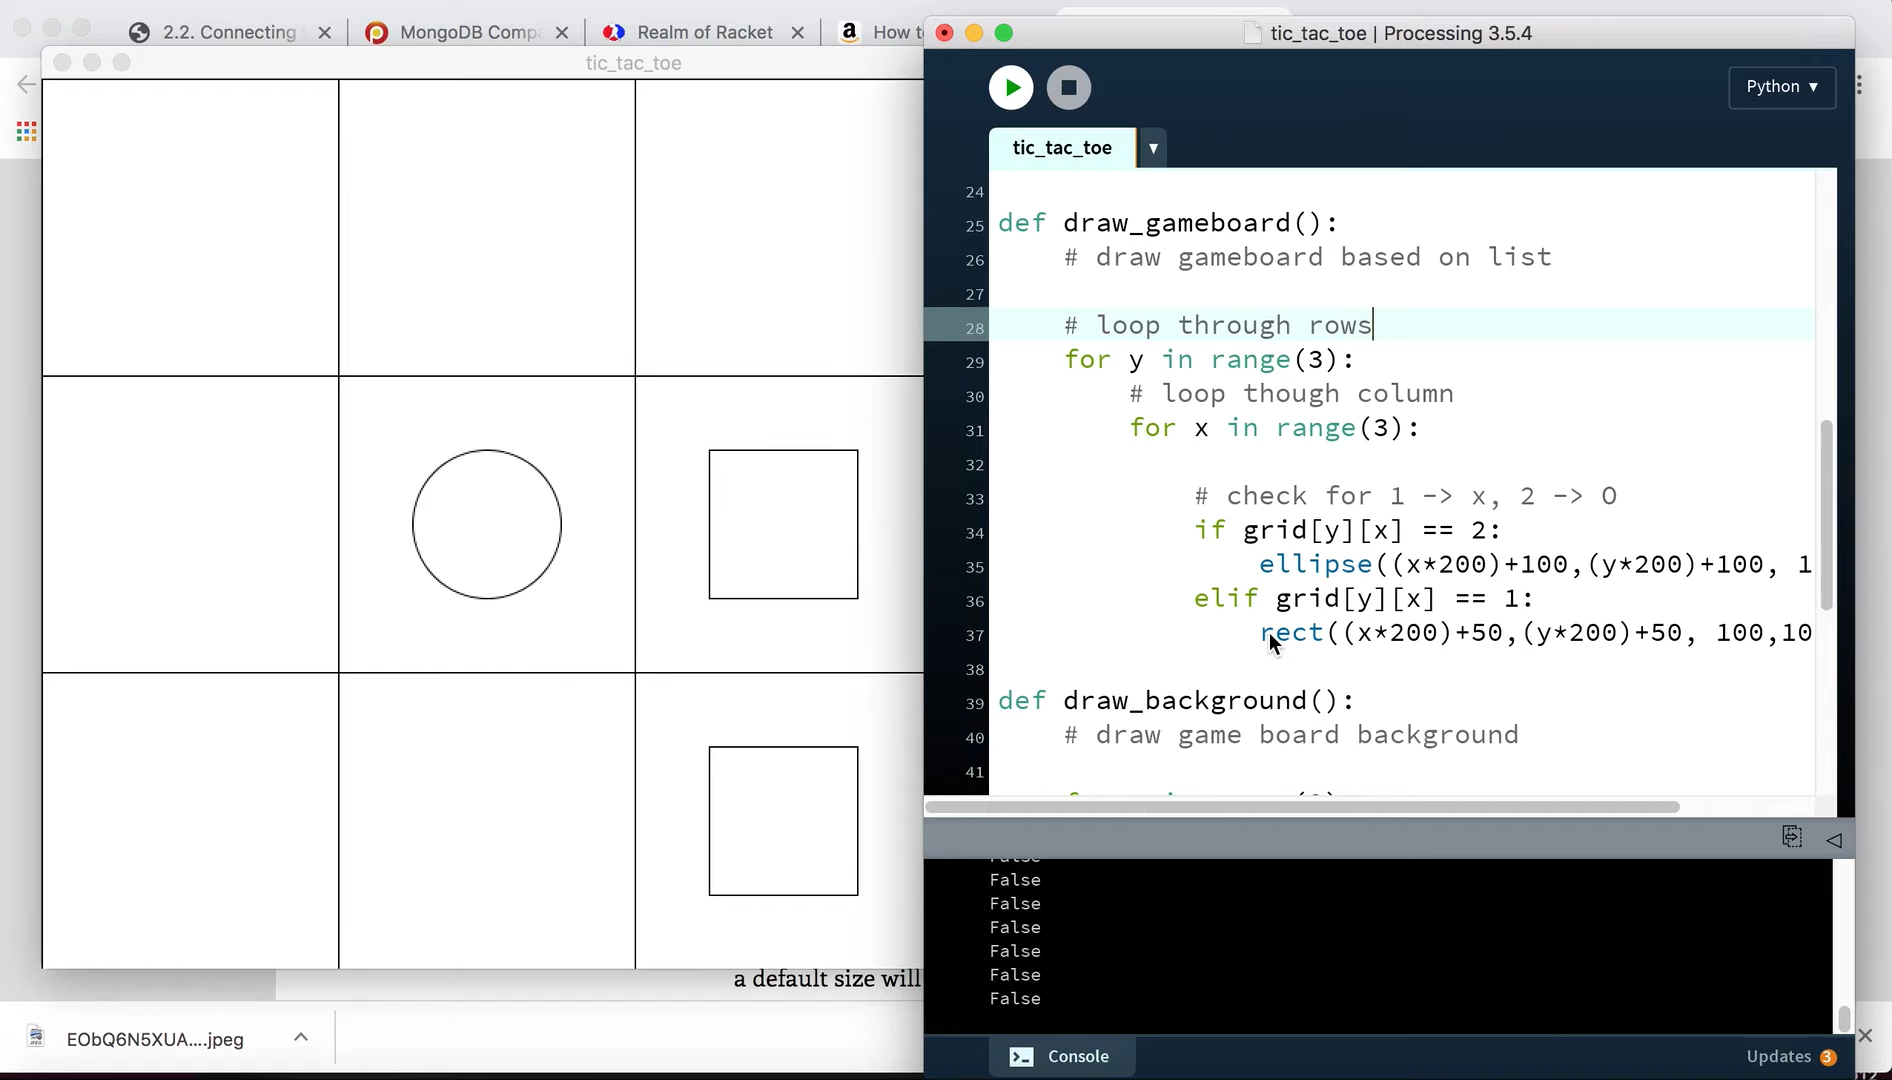 2.2. Connecting
MongoDB Compa
Realm of Racket
How to
tic_tac_toe | Processing 3.5.4
tic_tac_toe
Python ▼
tic_tac_toe ▼
24
25 def draw_gameboard():
26 # draw gameboard based on list
27
28 # loop through rows
29 for y in range(3):
30 # loop though column
31 for x in range(3):
32
33 # check for 1 -> x, 2 -> O
34 if grid[y][x] == 2:
35 ellipse((x*200)+100,(y*200)+100, 1
36 elif grid[y][x] == 1:
37 rect((x*200)+50,(y*200)+50, 100,10
38
39 def draw_background():
40 # draw game board background
41
False
False
False
False
False
False
False
a default size will
EObQ6N5XUA....jpeg
Console
Updates 3